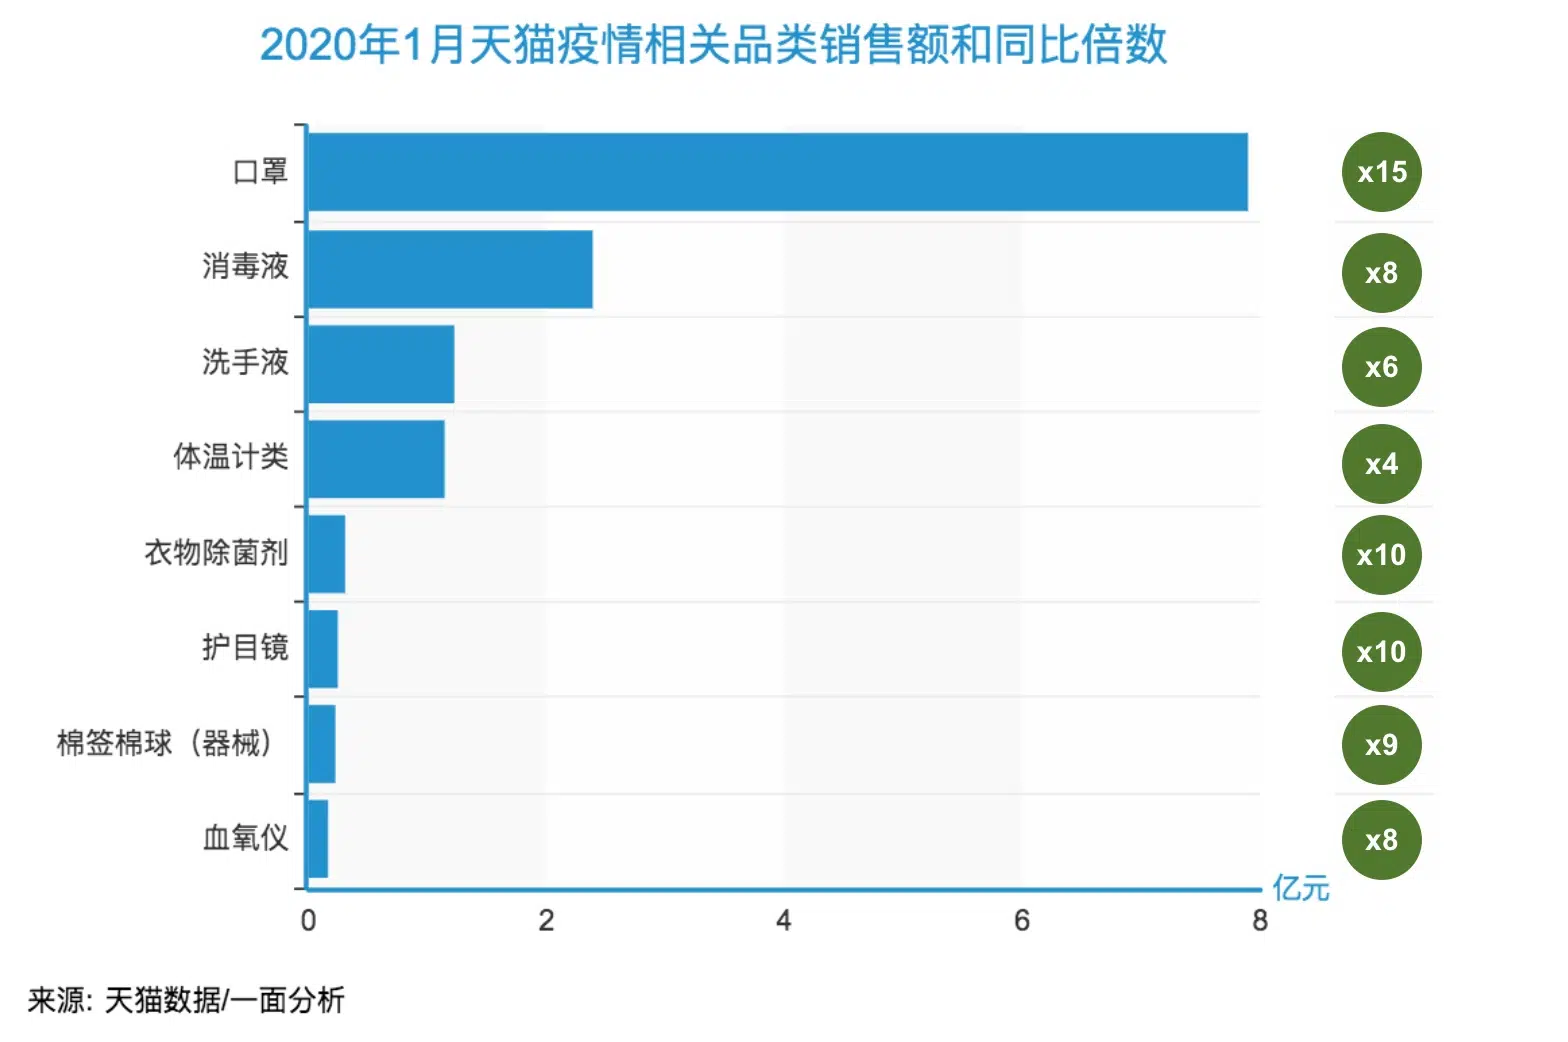 2020年1月天猫疫情相关品类销售额和同比倍数
口罩 x15
消毒液 x8
洗手液 x6
体温计类 x4
衣物除菌剂 x10
护目镜 x10
棉签棉球（器械） x9
血氧仪 x8
亿元
0 2 4 6 8
来源: 天猫数据/一面分析